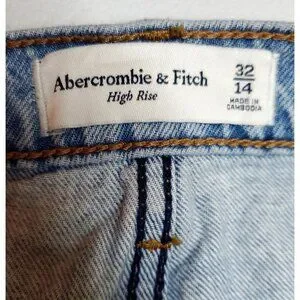 Abercrombie & Fitch
High Rise
32
14
MADE IN
CAMBODIA